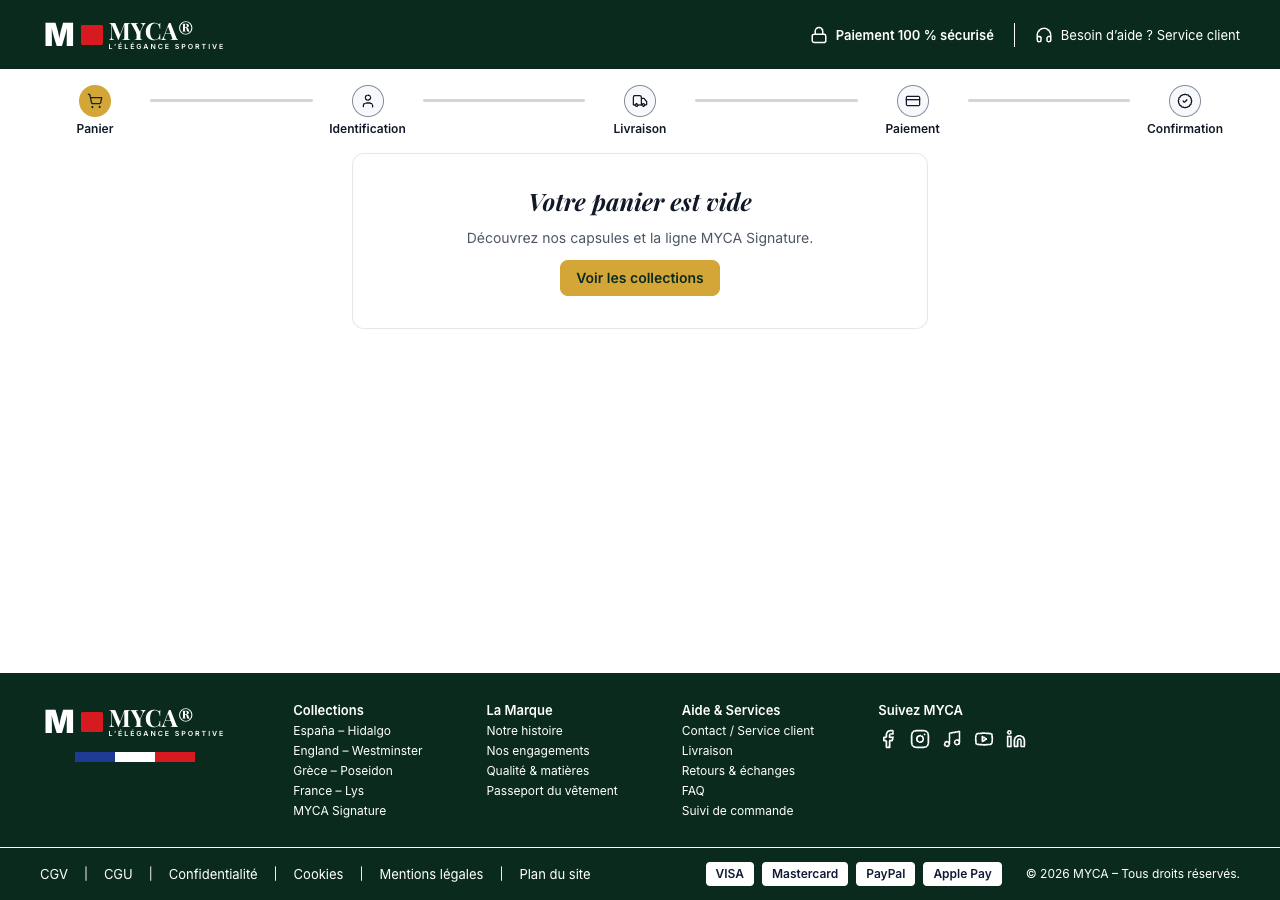 M MYCA®
L'ÉLÉGANCE SPORTIVE
Paiement 100 % sécurisé
Besoin d’aide ? Service client
Panier
Identification
Livraison
Paiement
Confirmation
Votre panier est vide
Découvrez nos capsules et la ligne MYCA Signature.
Voir les collections
M MYCA®
L'ÉLÉGANCE SPORTIVE
Collections
España – Hidalgo
England – Westminster
Grèce – Poseidon
France – Lys
MYCA Signature
La Marque
Notre histoire
Nos engagements
Qualité & matières
Passeport du vêtement
Aide & Services
Contact / Service client
Livraison
Retours & échanges
FAQ
Suivi de commande
Suivez MYCA
CGV | CGU | Confidentialité | Cookies | Mentions légales | Plan du site
VISA Mastercard PayPal Apple Pay
© 2026 MYCA – Tous droits réservés.